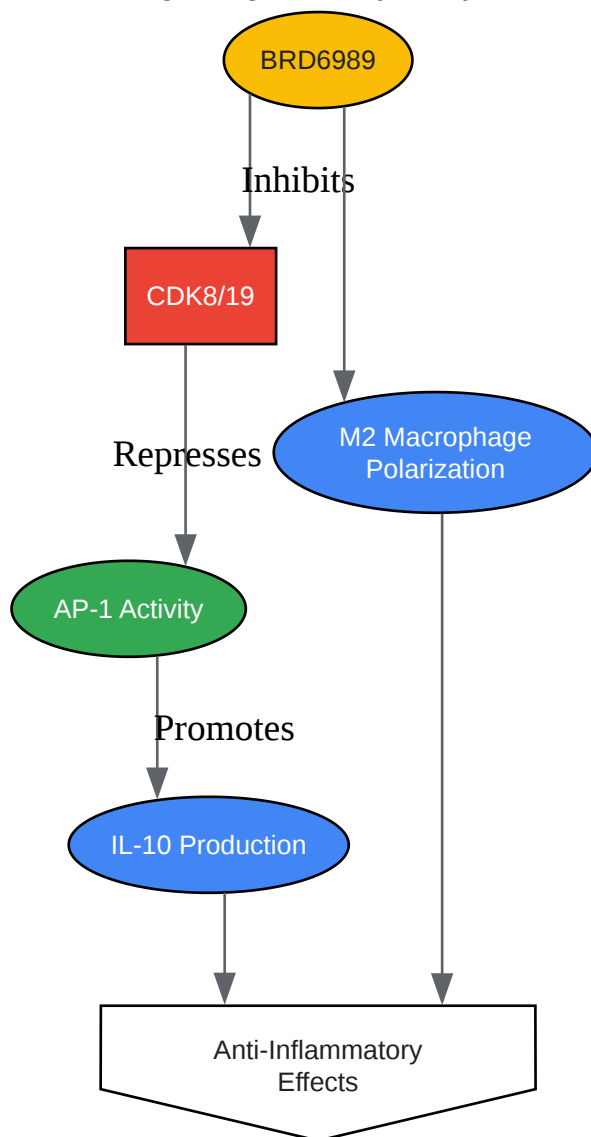 BRD6989
Inhibits
CDK8/19
M2 Macrophage
Polarization
Represses
AP-1 Activity
Promotes
IL-10 Production
Anti-Inflammatory
Effects